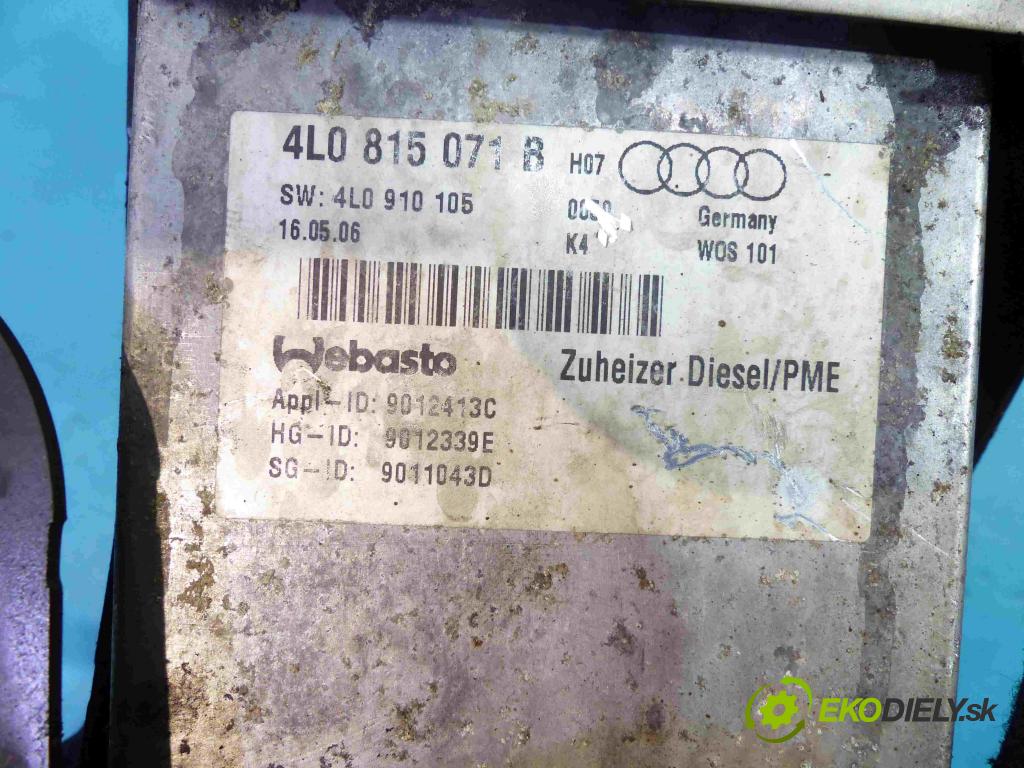 4L0 815 071 B H07
SW: 4L0 910 105 Germany
16.05.06 K4 WOS 101
Webasto Zuheizer Diesel/PME
Appl-ID: 9012413C
HG-ID: 9012339E
SG-ID: 9011043D
EKODIELY.sk